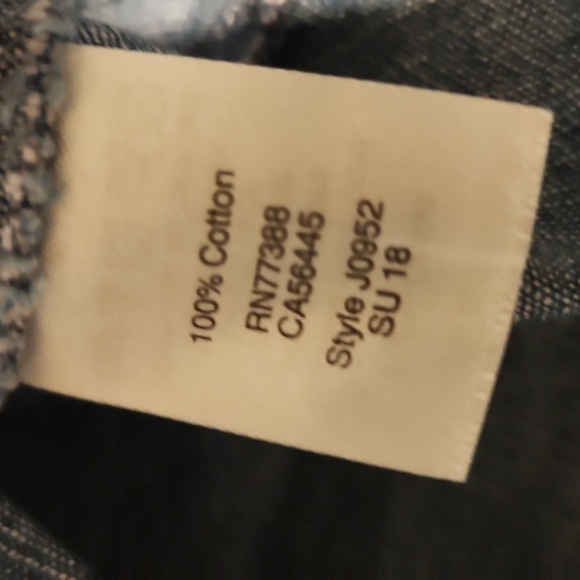 100% Cotton
RN77388
CA56445
Style J0952
SU 18